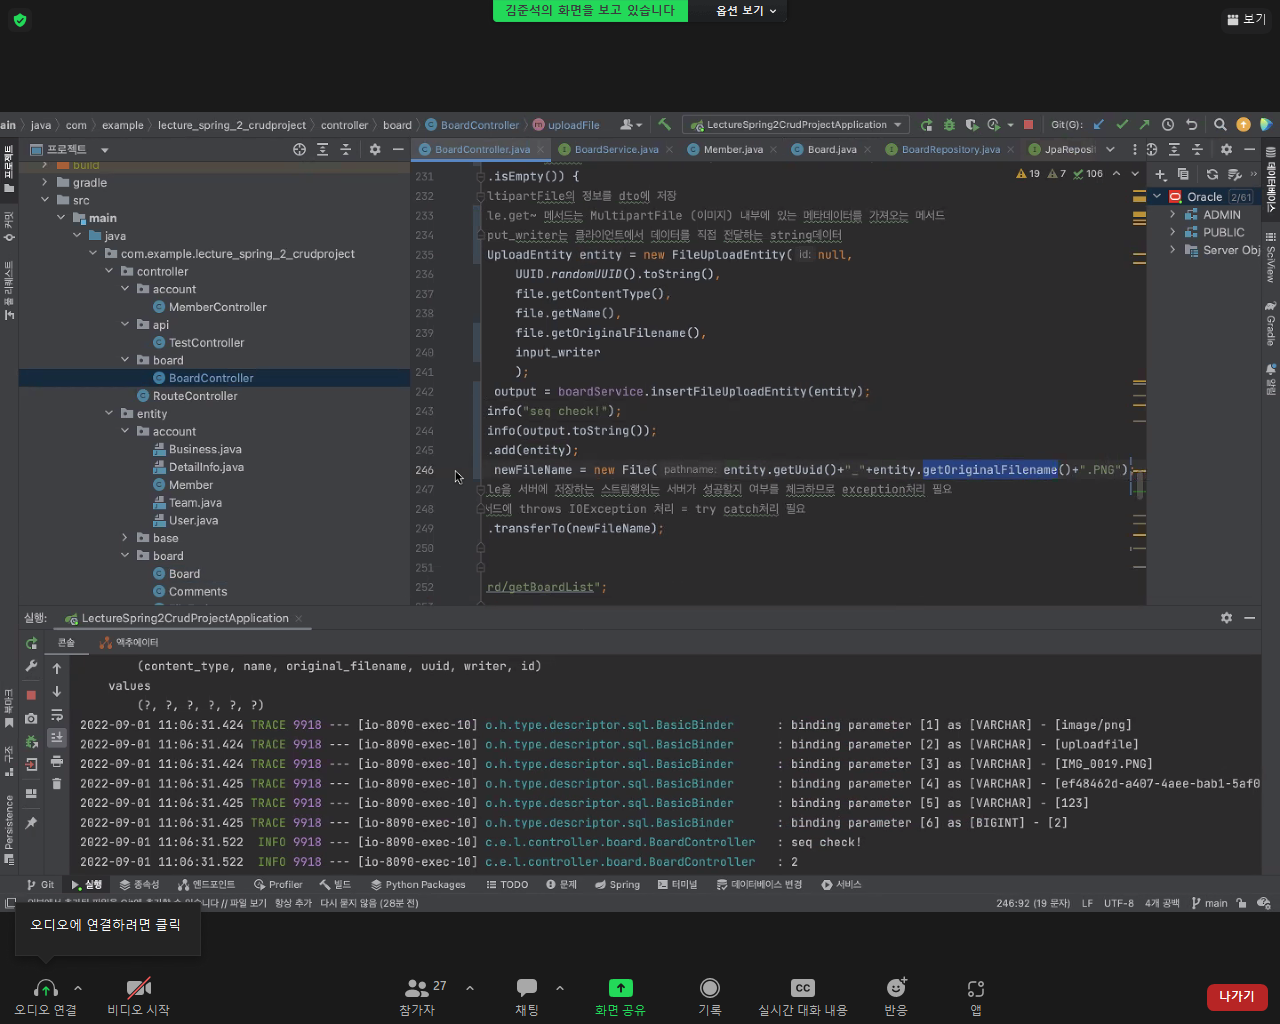 김준석의 화면을 보고 있습니다 옵션 보기
보기
ain java com example lecture_spring_2_crudproject controller board BoardController uploadFile LectureSpring2CrudProjectApplication Git(G):
프로젝트 BoardController.java BoardService.java Member.java Board.java BoardRepository.java JpaReposit
프로젝트
커밋
풀 리퀘스트
북마크
구조
Persistence
build
gradle
src
main
java
com.example.lecture_spring_2_crudproject
controller
account
MemberController
api
TestController
board
BoardController
RouteController
entity
account
Business.java
DetailInfo.java
Member
Team.java
User.java
base
board
Board
Comments
19 7 106
231 .isEmpty()) {
232 ltipartFile의 정보를 dto에 저장
233 le.get~ 메서드는 MultipartFile (이미지) 내부에 있는 메타데이터를 가져오는 메서드
234 put_writer는 클라이언트에서 데이터를 직접 전달하는 string데이터
235 UploadEntity entity = new FileUploadEntity( id: null,
236 UUID.randomUUID().toString(),
237 file.getContentType(),
238 file.getName(),
239 file.getOriginalFilename(),
240 input_writer
241 );
242 output = boardService.insertFileUploadEntity(entity);
243 info("seq check!");
244 info(output.toString());
245 .add(entity);
246 newFileName = new File( pathname: entity.getUuid()+"_"+entity.getOriginalFilename()+".PNG");
247 le을 서버에 저장하는 스트림행위는 서버가 성공할지 여부를 체크하므로 exception처리 필요
248 서드에 throws IOException 처리 = try catch처리 필요
249 .transferTo(newFileName);
250
251
252 rd/getBoardList";
Oracle 2/61
ADMIN
PUBLIC
Server Obj
데이터베이스
SciView
Gradle
알림
실행: LectureSpring2CrudProjectApplication
콘솔 액추에이터
(content_type, name, original_filename, uuid, writer, id)
values
(?, ?, ?, ?, ?, ?)
2022-09-01 11:06:31.424 TRACE 9918 --- [io-8090-exec-10] o.h.type.descriptor.sql.BasicBinder : binding parameter [1] as [VARCHAR] - [image/png]
2022-09-01 11:06:31.424 TRACE 9918 --- [io-8090-exec-10] o.h.type.descriptor.sql.BasicBinder : binding parameter [2] as [VARCHAR] - [uploadfile]
2022-09-01 11:06:31.424 TRACE 9918 --- [io-8090-exec-10] o.h.type.descriptor.sql.BasicBinder : binding parameter [3] as [VARCHAR] - [IMG_0019.PNG]
2022-09-01 11:06:31.425 TRACE 9918 --- [io-8090-exec-10] o.h.type.descriptor.sql.BasicBinder : binding parameter [4] as [VARCHAR] - [ef48462d-a407-4aee-bab1-5af0
2022-09-01 11:06:31.425 TRACE 9918 --- [io-8090-exec-10] o.h.type.descriptor.sql.BasicBinder : binding parameter [5] as [VARCHAR] - [123]
2022-09-01 11:06:31.425 TRACE 9918 --- [io-8090-exec-10] o.h.type.descriptor.sql.BasicBinder : binding parameter [6] as [BIGINT] - [2]
2022-09-01 11:06:31.522 INFO 9918 --- [io-8090-exec-10] c.e.l.controller.board.BoardController : seq check!
2022-09-01 11:06:31.522 INFO 9918 --- [io-8090-exec-10] c.e.l.controller.board.BoardController : 2
Git 실행 종속성 엔드포인트 Profiler 빌드 Python Packages TODO 문제 Spring 터미널 데이터베이스 변경 서비스
// 파일 보기 항상 추가 다시 묻지 않음 (28분 전) 246:92 (19 문자) LF UTF-8 4개 공백 main
오디오에 연결하려면 클릭
오디오 연결 비디오 시작 참가자 27 채팅 화면 공유 기록 CC 실시간 대화 내용 반응 앱 나가기